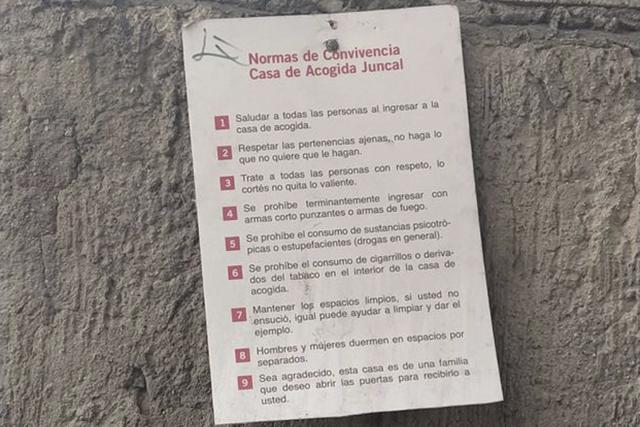 Normas de Convivencia
Casa de Acogida Juncal
1 Saludar a todas las personas al ingresar a la
casa de acogida.
2 Respetar las pertenencias ajenas, no haga lo
que no quiere que le hagan.
3 Trate a todas las personas con respeto, lo
cortés no quita lo valiente.
4 Se prohibe terminantemente ingresar con
armas corto punzantes o armas de fuego.
5 Se prohibe el consumo de sustancias psicotró-
picas o estupefacientes (drogas en general).
6 Se prohibe el consumo de cigarrillos o deriva-
dos del tabaco en el interior de la casa de
acogida.
7 Mantener los espacios limpios, si usted no
ensució, igual puede ayudar a limpiar y dar el
ejemplo.
8 Hombres y mújeres duermen en espacios por
separados.
9 Sea agradecido, esta casa es de una familia
que deseo abrir las puertas para recibirlo a
usted.